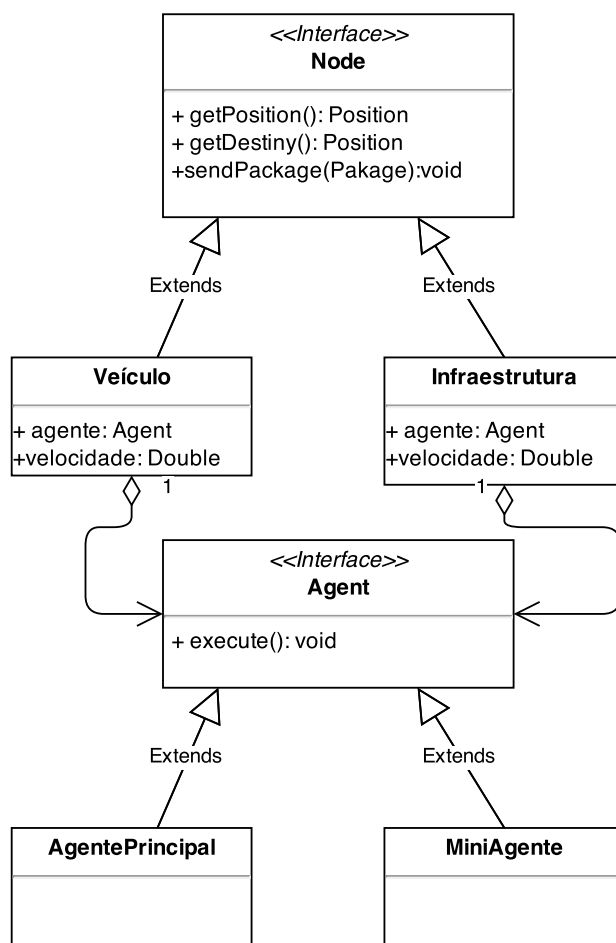 <<Interface>>
Node
+ getPosition(): Position
+ getDestiny(): Position
+sendPackage(Pakage):void
Extends
Extends
Veículo
+ agente: Agent
+velocidade: Double
1
Infraestrutura
+ agente: Agent
+velocidade: Double
1
<<Interface>>
Agent
+ execute(): void
Extends
Extends
AgentePrincipal
MiniAgente